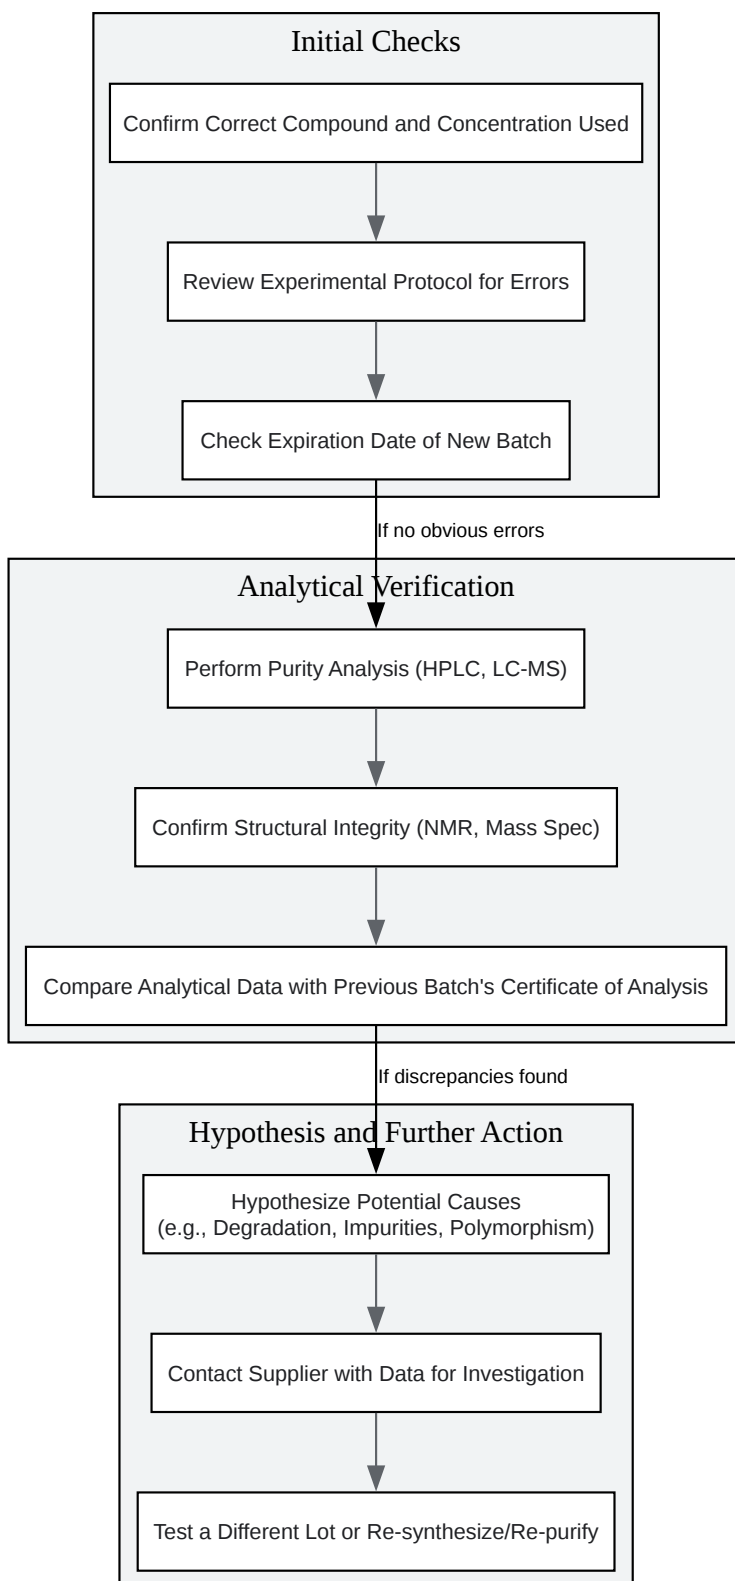 Initial Checks
Confirm Correct Compound and Concentration Used
Review Experimental Protocol for Errors
Check Expiration Date of New Batch
If no obvious errors
Analytical Verification
Perform Purity Analysis (HPLC, LC-MS)
Confirm Structural Integrity (NMR, Mass Spec)
Compare Analytical Data with Previous Batch's Certificate of Analysis
If discrepancies found
Hypothesis and Further Action
Hypothesize Potential Causes
(e.g., Degradation, Impurities, Polymorphism)
Contact Supplier with Data for Investigation
Test a Different Lot or Re-synthesize/Re-purify